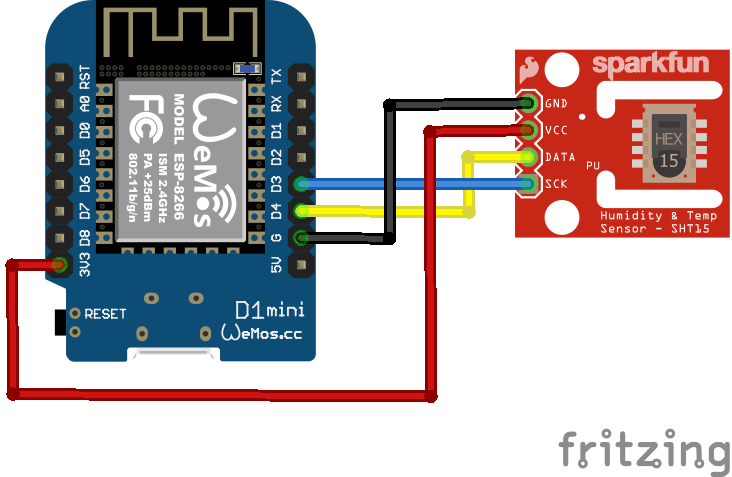 RST
A0
D0
D5
D6
D7
D8
3V3
TX
RX
D1
D2
D3
D4
G
5V
WeMos
MODEL ESP-8266
ISM 2.4GHz
PA +25dBm
802.11b/g/n
FC
RESET
D1 mini
WeMos.cc
sparkfun
GND
VCC
DATA
SCK
PU
HEX
15
Humidity & Temp
Sensor - SHT15
fritzing